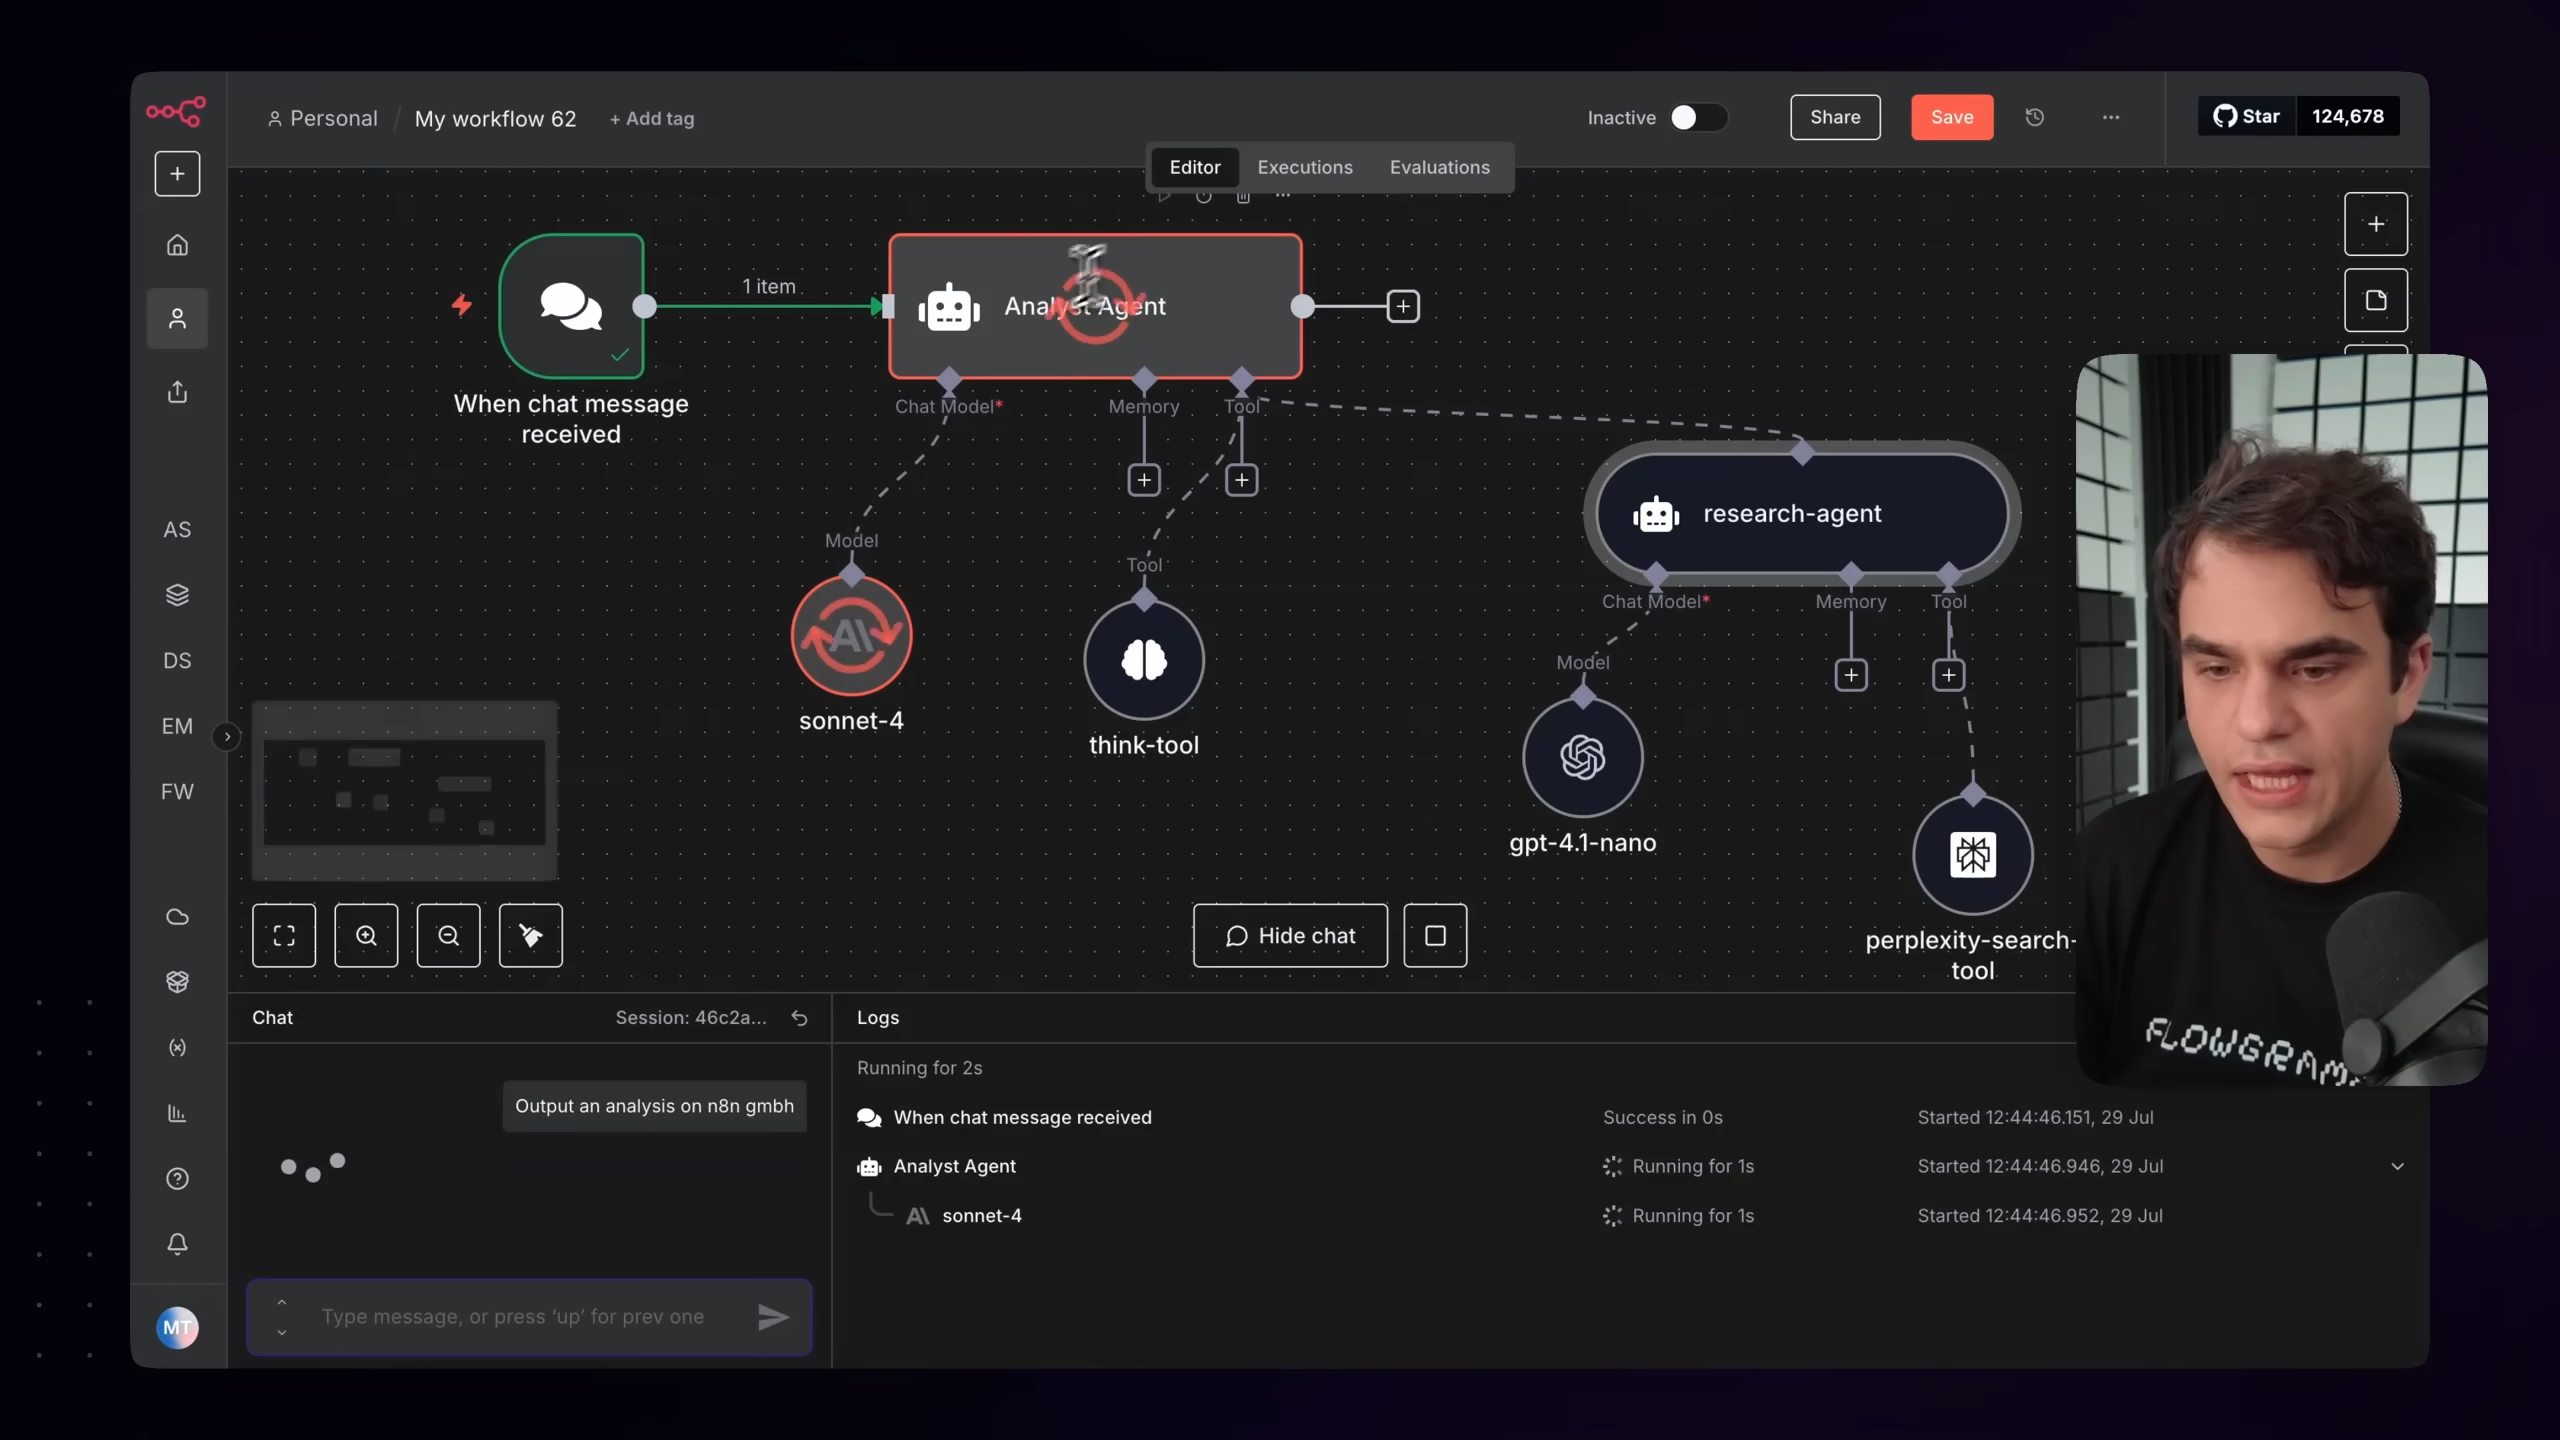 Personal / My workflow 62 + Add tag
Inactive
Share
Save
...
Star 124,678
Editor Executions Evaluations
1 item
Analyst Agent
When chat message
received
Chat Model*
Memory
Tool
research-agent
Model
Tool
Chat Model*
Memory
Tool
sonnet-4
think-tool
Model
gpt-4.1-nano
perplexity-search-
tool
AS
DS
EM
FW
MT
Hide chat
Chat
Session: 46c2a...
Logs
Running for 2s
Output an analysis on n8n gmbh
When chat message received Success in 0s Started 12:44:46.151, 29 Jul
Analyst Agent Running for 1s Started 12:44:46.946, 29 Jul
sonnet-4 Running for 1s Started 12:44:46.952, 29 Jul
Type message, or press ‘up’ for prev one
FLOWGRAMM